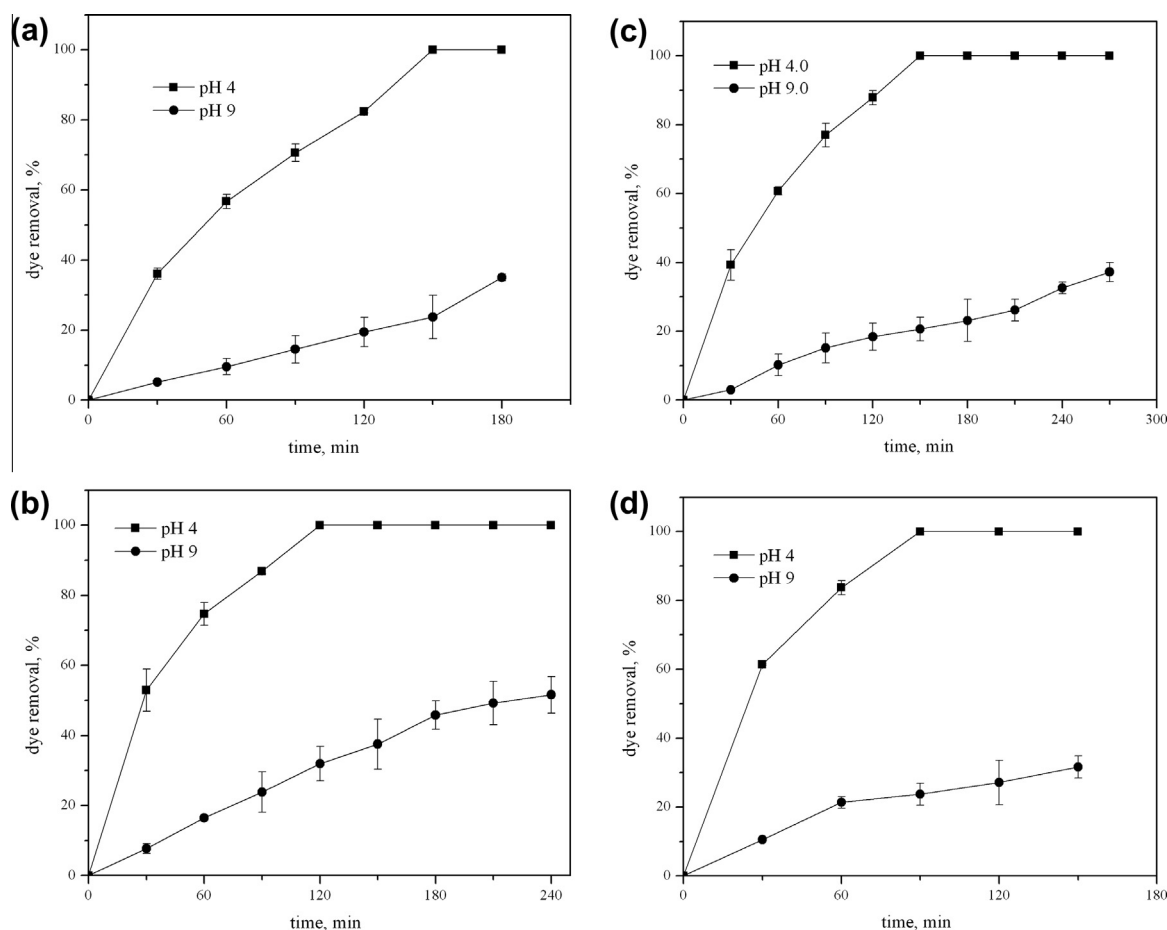 (a)
100
80
60
40
20
0
dye removal, %
pH 4
pH 9
0 60 120 180
time, min
(c)
100
80
60
40
20
0
dye removal, %
pH 4.0
pH 9.0
0 60 120 180 240 300
time, min
(b)
100
80
60
40
20
0
dye removal, %
pH 4
pH 9
0 60 120 180 240
time, min
(d)
100
80
60
40
20
0
dye removal, %
pH 4
pH 9
0 60 120 180
time, min